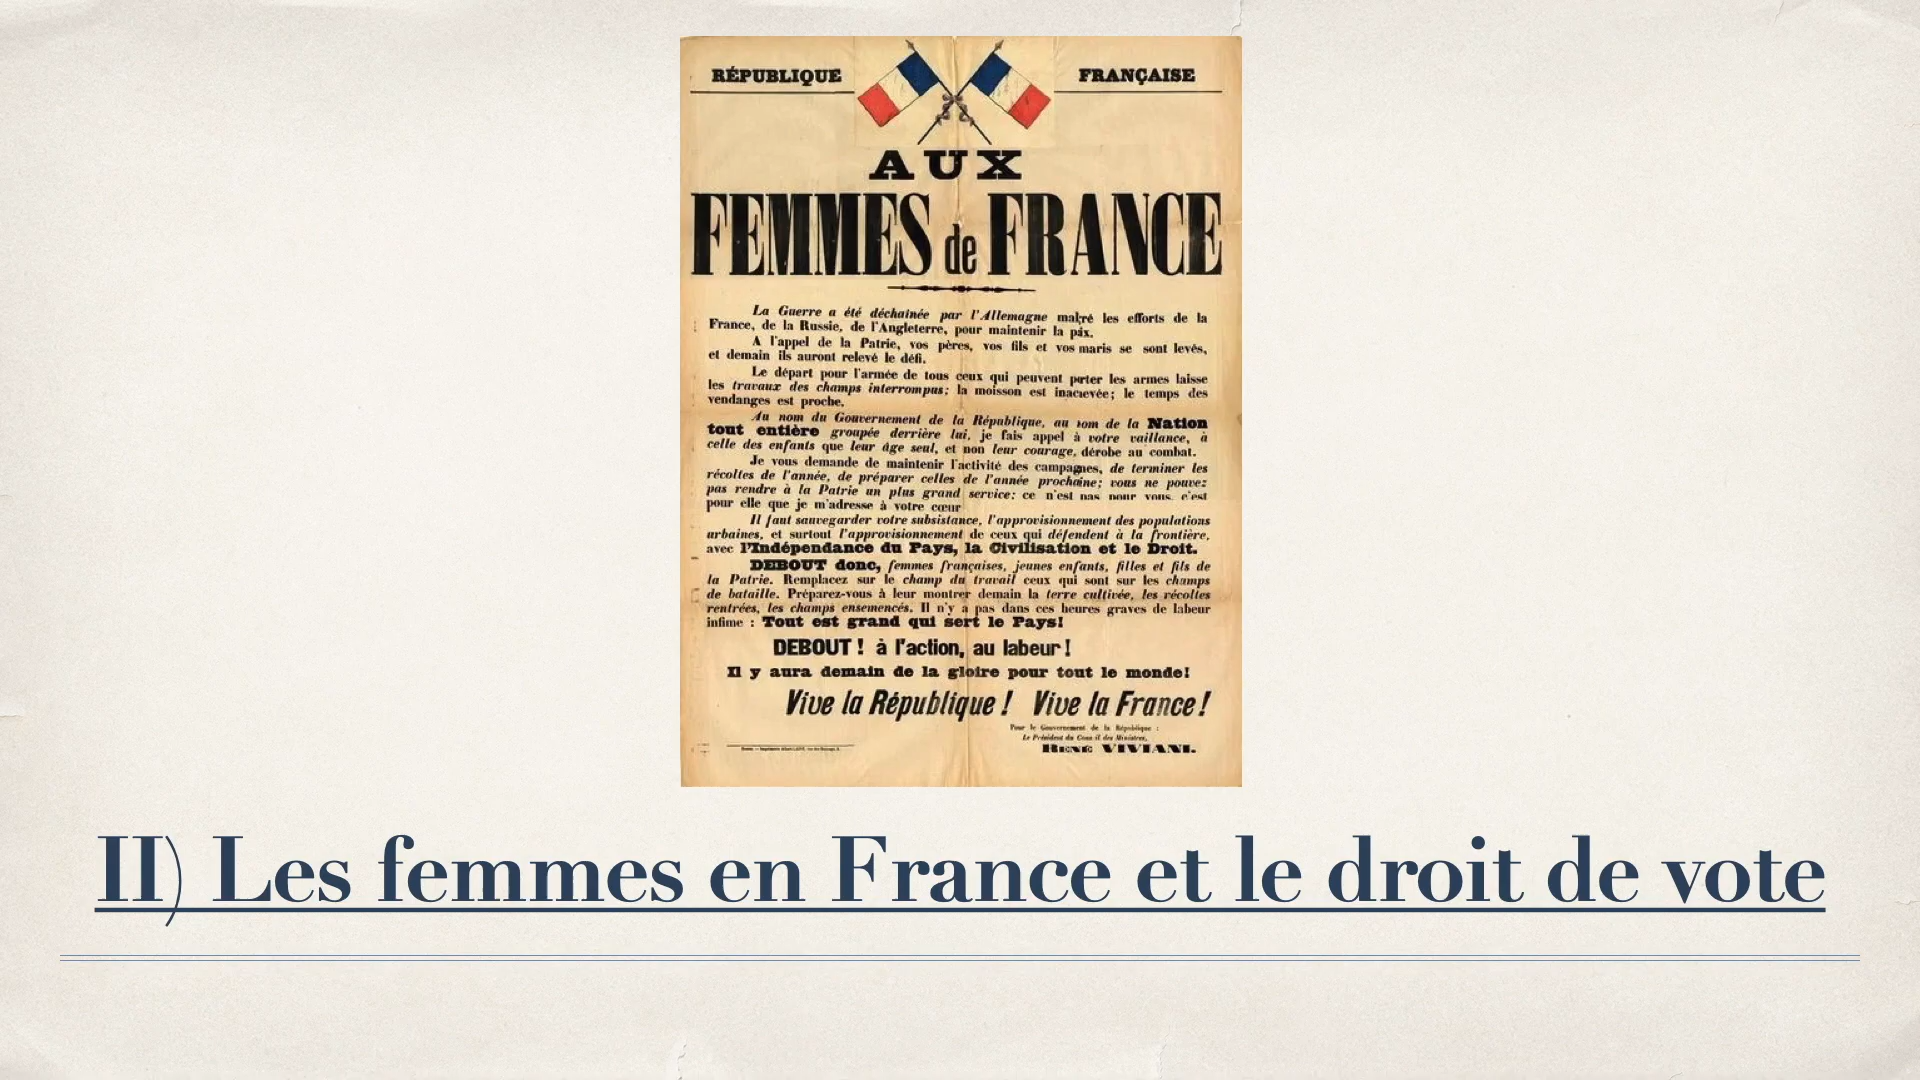 RÉPUBLIQUE FRANÇAISE
AUX
FEMMES de FRANCE
La Guerre a été déchaînée par l'Allemagne malgré les efforts de la
France, de la Russie, de l'Angleterre, pour maintenir la paix.
A l'appel de la Patrie, vos pères, vos fils et vos maris se sont levés,
et demain ils auront relevé le défi.
Le départ pour l'armée de tous ceux qui peuvent porter les armes laisse
les travaux des champs interrompus; la moisson est inachevée; le temps des
vendanges est proche.
Au nom du Gouvernement de la République, au nom de la Nation
tout entière groupée derrière lui, je fais appel à votre vaillance, à
celle des enfants que leur âge seul, et non leur courage, dérobe au combat.
Je vous demande de maintenir l'activité des campagnes, de terminer les
récoltes de l'année, de préparer celles de l'année prochaine; vous ne pouvez
pas rendre à la Patrie un plus grand service; ce n'est pas pour vous, c'est
pour elle que je m'adresse à votre cœur
Il faut sauvegarder votre subsistance, l'approvisionnement des populations
urbaines, et surtout l'approvisionnement de ceux qui défendent à la frontière,
avec l'Indépendance du Pays, la Civilisation et le Droit.
DEBOUT donc, femmes françaises, jeunes enfants, filles et fils de
la Patrie. Remplacez sur le champ du travail ceux qui sont sur les champs
de bataille. Préparez-vous à leur montrer demain la terre cultivée, les récoltes
rentrées, les champs ensemencés. Il n'y a pas dans ces heures graves de labeur
infime : Tout est grand qui sert le Pays!
DEBOUT ! à l'action, au labeur !
Il y aura demain de la gloire pour tout le monde!
Vive la République ! Vive la France !
Pour le Gouvernement de la République :
Le Président du Conseil des Ministres,
RENÉ VIVIANI.
II) Les femmes en France et le droit de vote